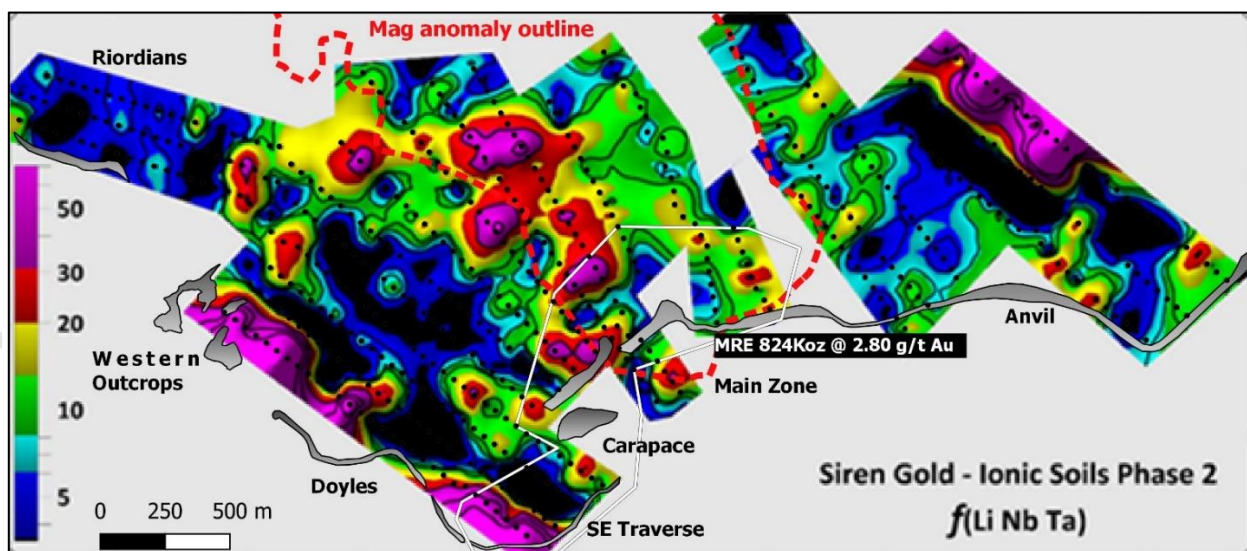 Mag anomaly outline
Riordians
50
30
20
10
5
Western
Outcrops
Anvil
MRE 824Koz @ 2.80 g/t Au
Main Zone
Carapace
Doyles
SE Traverse
0 250 500 m
Siren Gold - Ionic Soils Phase 2
f(Li Nb Ta)